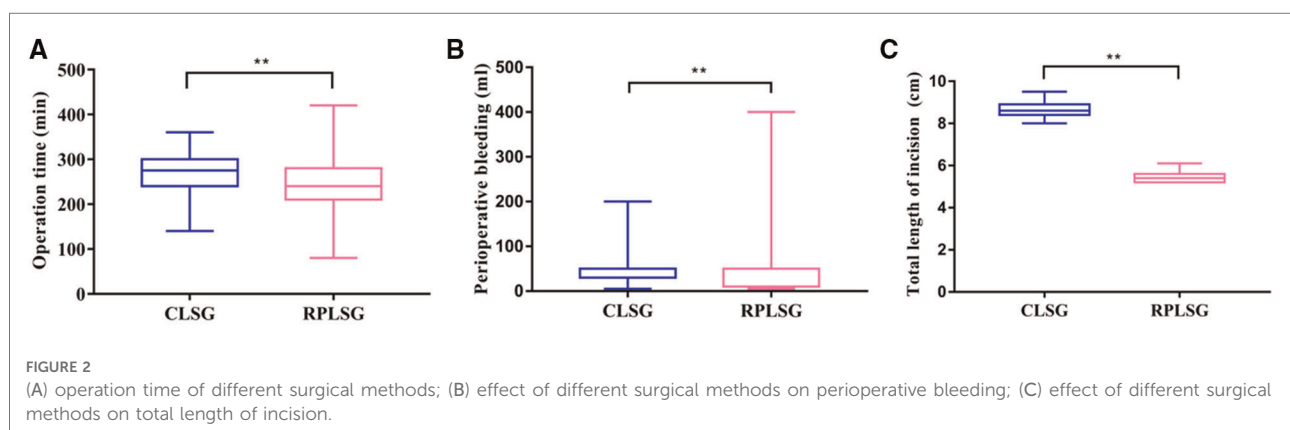 A
**
Operation time (min)
500
400
300
200
100
0
CLSG RPLSG
B
**
Perioperative bleeding (ml)
500
400
300
200
100
0
CLSG RPLSG
C
**
Total length of incision (cm)
10
8
6
4
2
0
CLSG RPLSG
FIGURE 2
(A) operation time of different surgical methods; (B) effect of different surgical methods on perioperative bleeding; (C) effect of different surgical
methods on total length of incision.